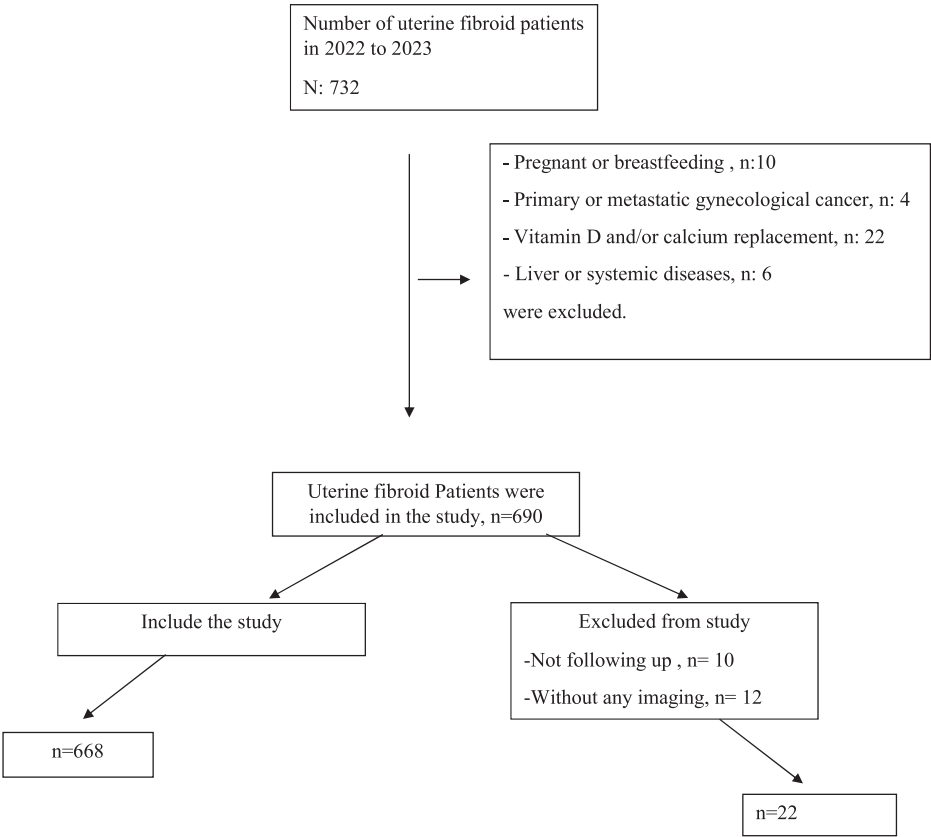 Number of uterine fibroid patients
in 2022 to 2023
N: 732
- Pregnant or breastfeeding , n:10
- Primary or metastatic gynecological cancer, n: 4
- Vitamin D and/or calcium replacement, n: 22
- Liver or systemic diseases, n: 6
were excluded.
Uterine fibroid Patients were
included in the study, n=690
Include the study
Excluded from study
-Not following up , n= 10
-Without any imaging, n= 12
n=668
n=22